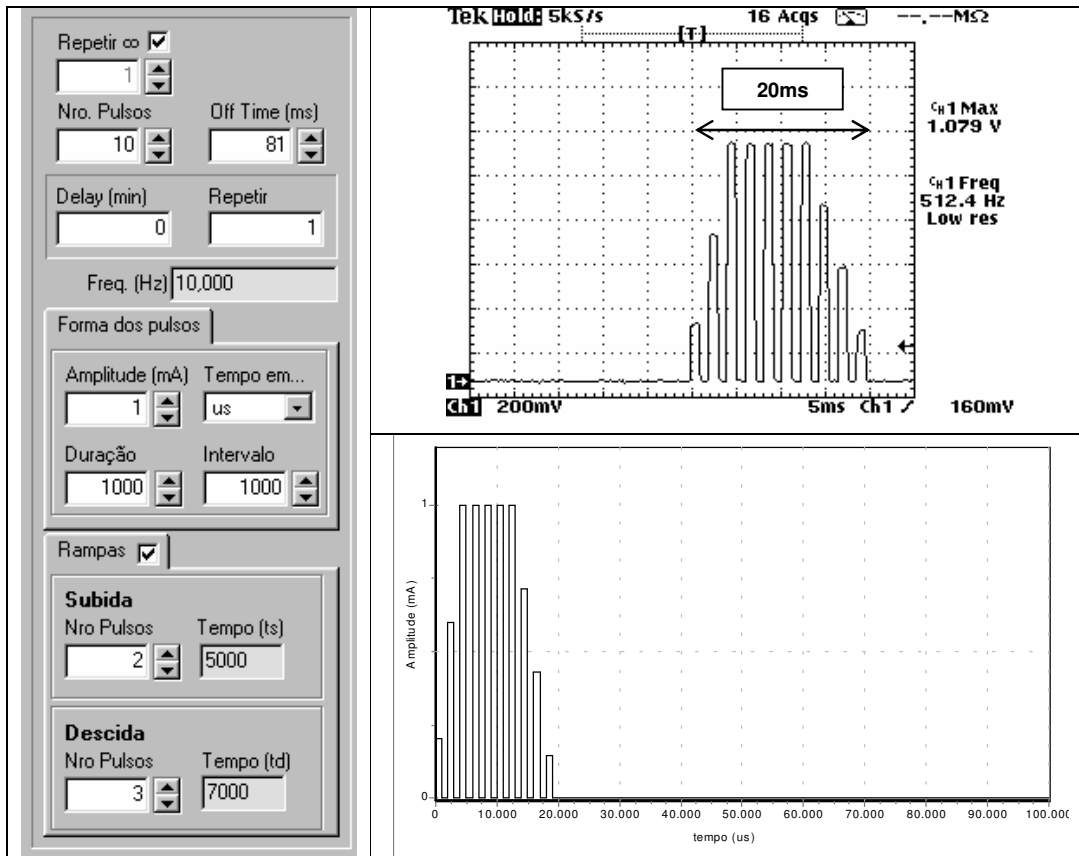 Repetir ∞
1
Nro. Pulsos Off Time (ms)
10 81
Delay (min) Repetir
0 1
Freq. (Hz) 10,000
Forma dos pulsos
Amplitude (mA) Tempo em...
1 us
Duração Intervalo
1000 1000
Rampas
Subida
Nro Pulsos Tempo (ts)
2 5000
Descida
Nro Pulsos Tempo (td)
3 7000
Tek Hold: 5kS/s 16 Acqs --.--MΩ
[T]
20ms
CH1 Max
1.079 V
CH1 Freq
512.4 Hz
Low res
1
Ch1 200mV 5ms Ch1 160mV
1
Amplitude (mA)
0
0 10.000 20.000 30.000 40.000 50.000 60.000 70.000 80.000 90.000 100.000
tempo (us)